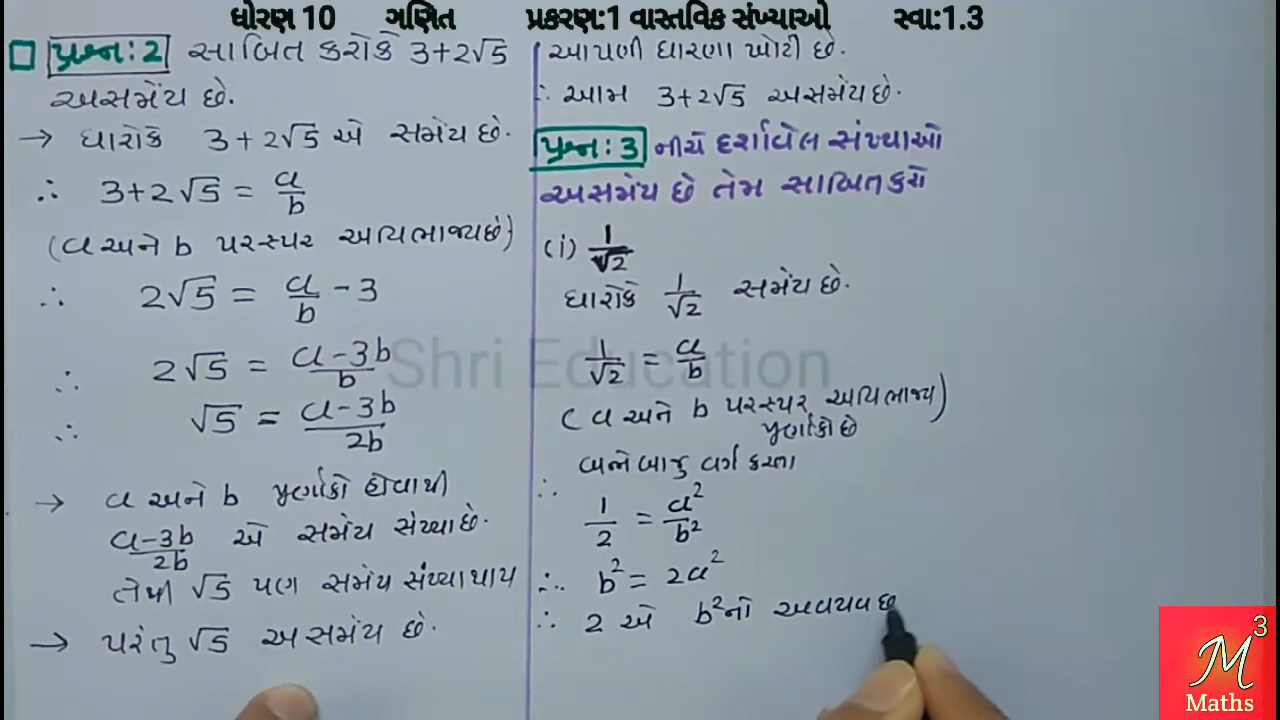 ધોરણ 10 ગણિત પ્રકરણ:1 વાસ્તવિક સંખ્યાઓ સ્વા:1.3
પ્રશ્ન:2 સાબિત કરોકે 3+2√5
અસમેય છે.
→ ધારોકે 3+2√5 એ સમેય છે.
∴ 3+2√5 = a/b
(a અને b પરસ્પર અવિભાજ્ય છે)
∴ 2√5 = a/b - 3
∴ 2√5 = a-3b/b
∴ √5 = a-3b/2b
→ a અને b પૂર્ણાંકો હોવાથી
a-3b/2b એ સમેય સંખ્યા છે.
તેથી √5 પણ સમેય સંખ્યા થાય
→ પરંતુ √5 અસમેય છે.
આપણી ધારણા ખોટી છે.
∴ આમ 3+2√5 અસમેય છે.
પ્રશ્ન:3 નીચે દર્શાવેલ સંખ્યાઓ
અસમેય છે તેમ સાબિત કરો
(i) 1/√2
ધારોકે 1/√2 સમેય છે.
1/√2 = a/b
(a અને b પરસ્પર અવિભાજ્ય)
પૂર્ણાંકો છે
બન્ને બાજુ વર્ગ કરતા
∴ 1/2 = a²/b²
∴ b² = 2a²
∴ 2 એ b²નો અવયવ છ
Shri Education
M³
Maths